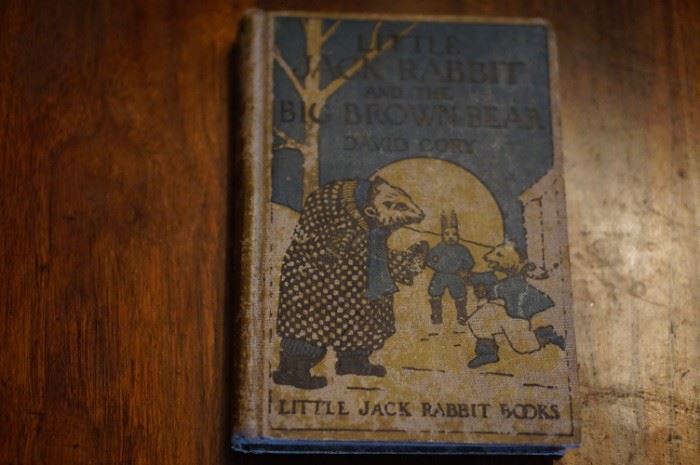 LITTLE
JACK RABBIT
AND THE
BIG BROWN BEAR
DAVID CORY
LITTLE JACK RABBIT BOOKS